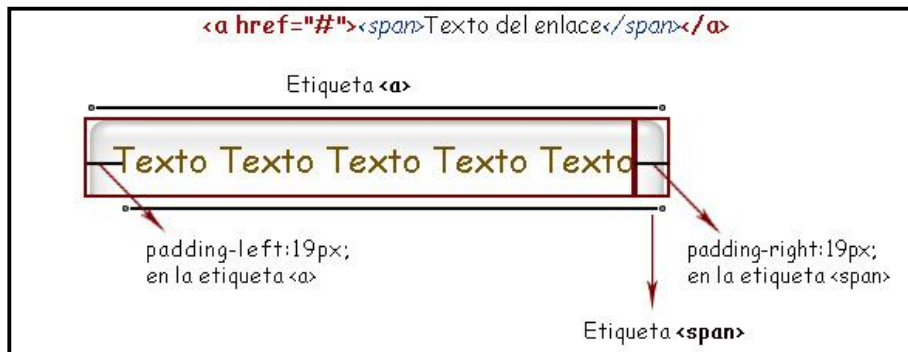 <a href="#"><span>Texto del enlace</span></a>
Etiqueta <a>
Texto Texto Texto Texto Texto
padding-left:19px;
en la etiqueta <a>
padding-right:19px;
en la etiqueta <span>
Etiqueta <span>